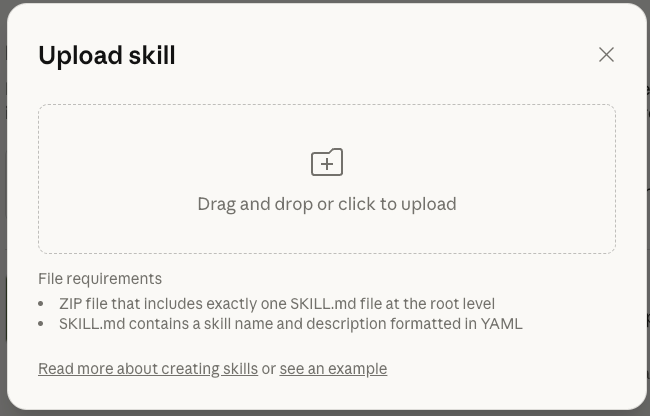 Upload skill
Drag and drop or click to upload
File requirements
• ZIP file that includes exactly one SKILL.md file at the root level
• SKILL.md contains a skill name and description formatted in YAML
Read more about creating skills or see an example